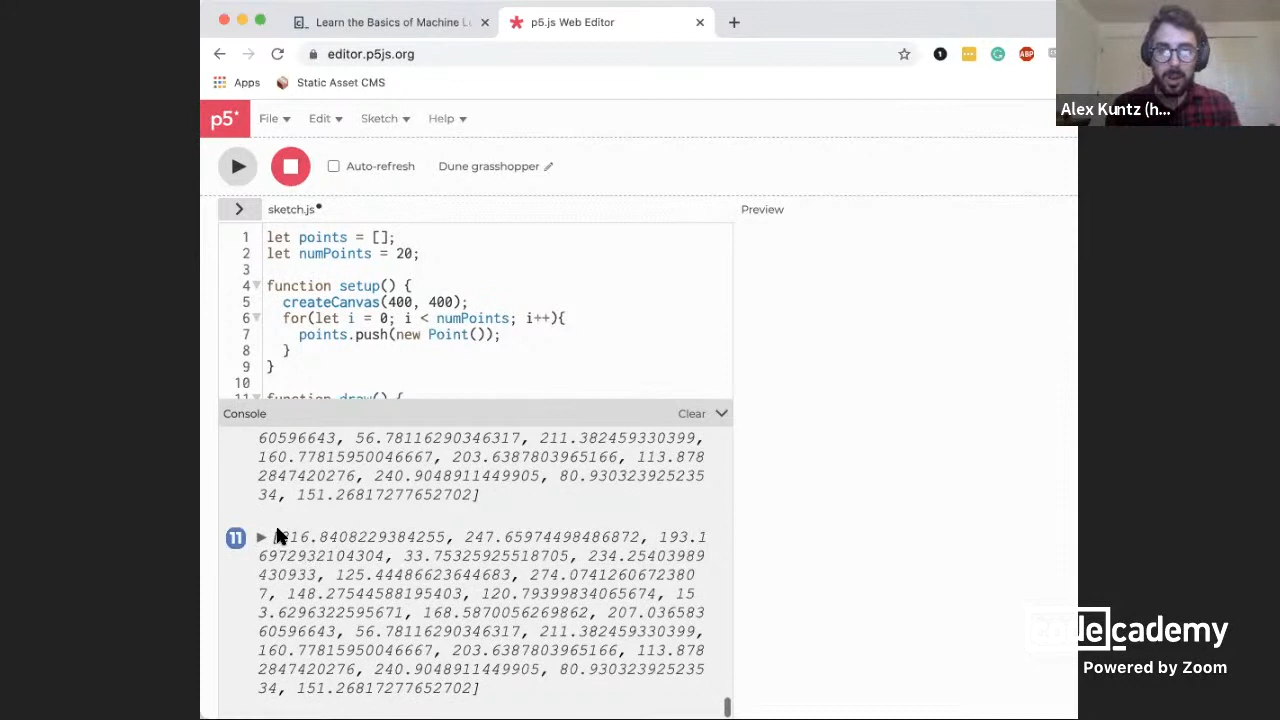 Learn the Basics of Machine L
p5.js Web Editor
editor.p5js.org
ABP
Apps
Static Asset CMS
Alex Kuntz (h...
p5*
File
Edit
Sketch
Help
Auto-refresh
Dune grasshopper
sketch.js
Preview
1 let points = [];
2 let numPoints = 20;
3
4 function setup() {
5 createCanvas(400, 400);
6 for(let i = 0; i < numPoints; i++){
7 points.push(new Point());
8 }
9 }
10
11 function draw() {
Console
Clear
60596643, 56.78116290346317, 211.382459330399,
160.77815950046667, 203.6387803965166, 113.878
2847420276, 240.9048911449905, 80.93032392523
34, 151.26817277652702]
11
16.8408229384255, 247.65974498486872, 193.1
6972932104304, 33.75325925518705, 234.25403989
430933, 125.44486623644683, 274.0741260672380
7, 148.27544588195403, 120.79399834065674, 15
3.6296322595671, 168.5870056269862, 207.036583
60596643, 56.78116290346317, 211.382459330399,
160.77815950046667, 203.6387803965166, 113.878
2847420276, 240.9048911449905, 80.930323925235
34, 151.26817277652702]
codecademy
Powered by Zoom